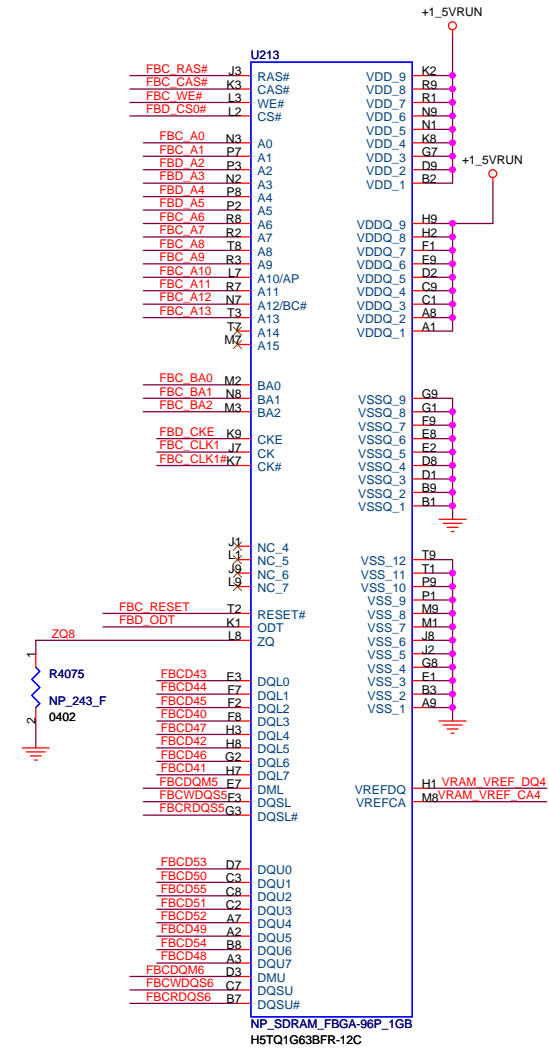 +1_5VRUN
U213
FBC_RAS# J3 RAS# VDD_9 K2
FBC_CAS# K3 CAS# VDD_8 R9
FBC_WE# L3 WE# VDD_7 R1
FBD_CS0# L2 CS# VDD_6 N9
VDD_5 N1
FBC_A0 N3 A0 VDD_4 K8
FBC_A1 P7 A1 VDD_3 G7
FBD_A2 P3 A2 VDD_2 D9
FBD_A3 N2 A3 VDD_1 B2
+1_5VRUN
FBD_A4 P8 A4
FBD_A5 P2 A5
FBC_A6 R8 A6 VDDQ_9 H9
FBC_A7 R2 A7 VDDQ_8 H2
FBC_A8 T8 A8 VDDQ_7 F1
FBC_A9 R3 A9 VDDQ_6 E9
FBC_A10 L7 A10/AP VDDQ_5 D2
FBC_A11 R7 A11 VDDQ_4 C9
FBC_A12 N7 A12/BC# VDDQ_3 C1
FBC_A13 T3 A13 VDDQ_2 A8
T7 A14 VDDQ_1 A1
M7 A15
FBC_BA0 M2 BA0
FBC_BA1 N8 BA1 VSSQ_9 G9
FBC_BA2 M3 BA2 VSSQ_8 G1
VSSQ_7 F9
FBD_CKE K9 CKE VSSQ_6 E8
FBC_CLK1 J7 CK VSSQ_5 E2
FBC_CLK1# K7 CK# VSSQ_4 D8
VSSQ_3 D1
VSSQ_2 B9
VSSQ_1 B1
J1 NC_4
L1 NC_5 VSS_12 T9
J9 NC_6 VSS_11 T1
L9 NC_7 VSS_10 P9
VSS_9 P1
FBC_RESET T2 RESET# VSS_8 M9
FBD_ODT K1 ODT VSS_7 M1
ZQ8 L8 ZQ VSS_6 J8
VSS_5 J2
VSS_4 G8
VSS_3 E1
VSS_2 B3
VSS_1 A9
1
R4075
NP_243_F
0402
2
FBCD43 E3 DQL0
FBCD44 F7 DQL1
FBCD45 F2 DQL2
FBCD40 F8 DQL3
FBCD47 H3 DQL4
FBCD42 H8 DQL5
FBCD46 G2 DQL6
FBCD41 H7 DQL7
FBCDQM5 E7 DML VREFDQ H1 VRAM_VREF_DQ4
FBCWDQS5 F3 DQSL VREFCA M8 VRAM_VREF_CA4
FBCRDQS5 G3 DQSL#
FBCD53 D7 DQU0
FBCD50 C3 DQU1
FBCD55 C8 DQU2
FBCD51 C2 DQU3
FBCD52 A7 DQU4
FBCD49 A2 DQU5
FBCD54 B8 DQU6
FBCD48 A3 DQU7
FBCDQM6 D3 DMU
FBCWDQS6 C7 DQSU
FBCRDQS6 B7 DQSU#
NP_SDRAM_FBGA-96P_1GB
H5TQ1G63BFR-12C